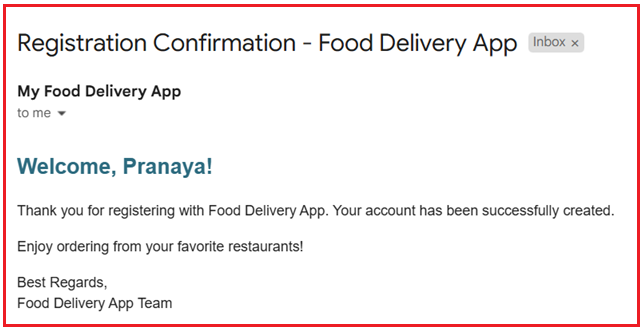 Registration Confirmation - Food Delivery App Inbox ×
My Food Delivery App
to me
Welcome, Pranaya!
Thank you for registering with Food Delivery App. Your account has been successfully created.
Enjoy ordering from your favorite restaurants!
Best Regards,
Food Delivery App Team